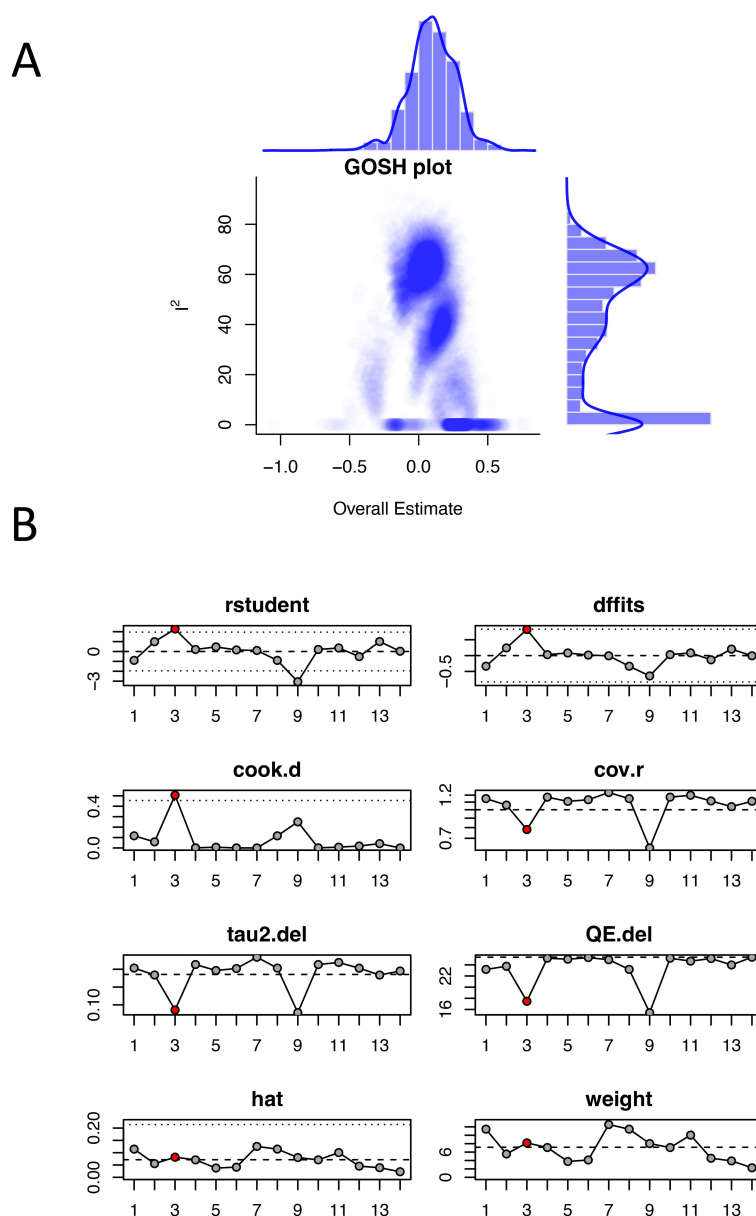 A
GOSH plot
80
60
40
20
0
I²
−1.0 −0.5 0.0 0.5
Overall Estimate
B
rstudent dffits
0
−3
−0.5
1 3 5 7 9 11 13 1 3 5 7 9 11 13
cook.d cov.r
0.4
0.0
1.2
0.7
1 3 5 7 9 11 13 1 3 5 7 9 11 13
tau2.del QE.del
0.10
22
16
1 3 5 7 9 11 13 1 3 5 7 9 11 13
hat weight
0.20
0.00
6
0
1 3 5 7 9 11 13 1 3 5 7 9 11 13